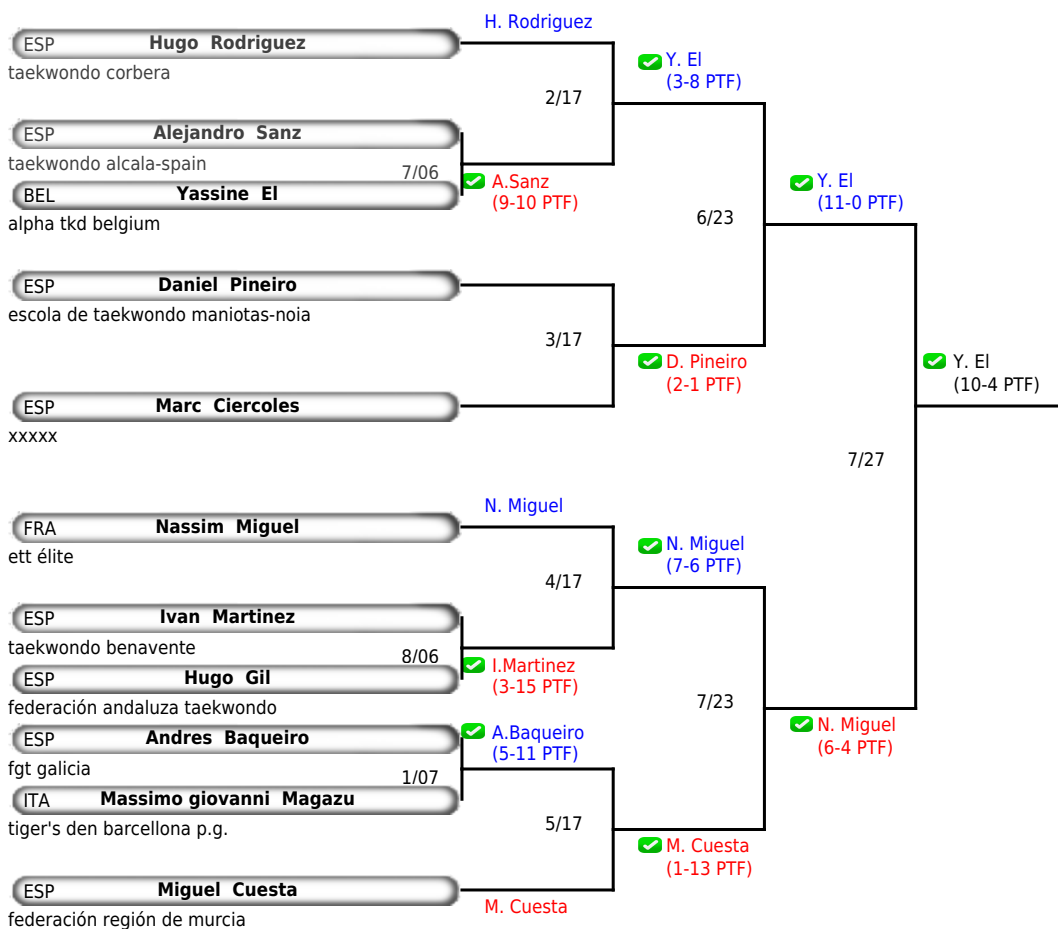 H. Rodriguez
ESP Hugo Rodriguez
taekwondo corbera
2/17
Y. El
(3-8 PTF)
ESP Alejandro Sanz
taekwondo alcala-spain
7/06
BEL Yassine El
alpha tkd belgium
A.Sanz
(9-10 PTF)
6/23
Y. El
(11-0 PTF)
ESP Daniel Pineiro
escola de taekwondo maniotas-noia
3/17
D. Pineiro
(2-1 PTF)
ESP Marc Ciercoles
xxxxx
Y. El
(10-4 PTF)
7/27
N. Miguel
FRA Nassim Miguel
ett élite
4/17
N. Miguel
(7-6 PTF)
ESP Ivan Martinez
taekwondo benavente
8/06
ESP Hugo Gil
federación andaluza taekwondo
I.Martinez
(3-15 PTF)
7/23
N. Miguel
(6-4 PTF)
ESP Andres Baqueiro
fgt galicia
1/07
A.Baqueiro
(5-11 PTF)
ITA Massimo giovanni Magazu
tiger's den barcellona p.g.
5/17
M. Cuesta
(1-13 PTF)
ESP Miguel Cuesta
federación región de murcia
M. Cuesta